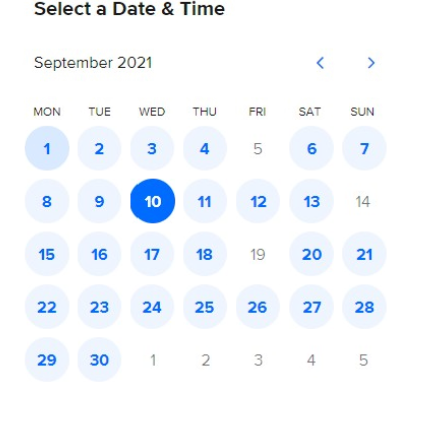 Select a Date & Time
September 2021
MON TUE WED THU FRI SAT SUN
1 2 3 4 5 6 7
8 9 10 11 12 13 14
15 16 17 18 19 20 21
22 23 24 25 26 27 28
29 30 1 2 3 4 5